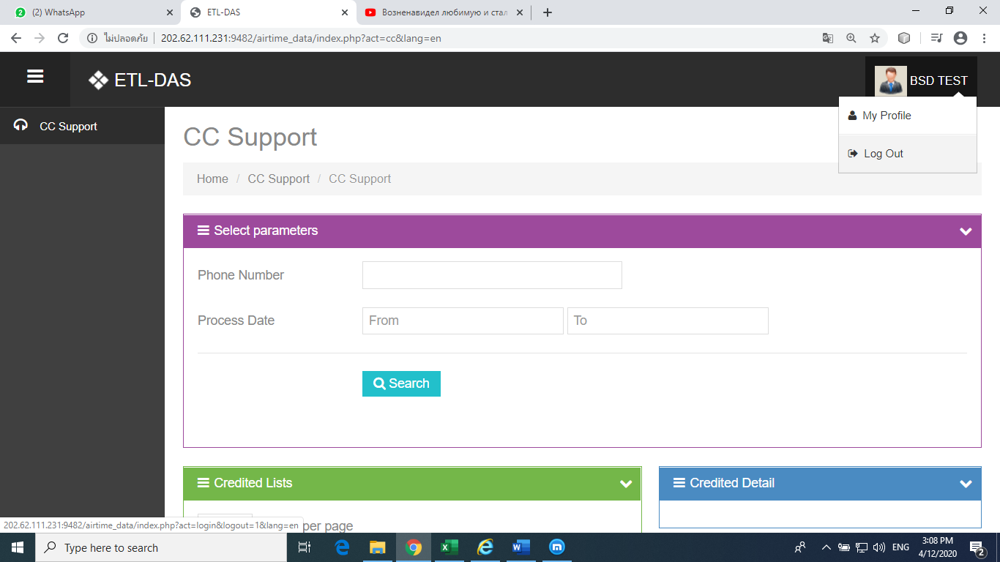 (2) WhatsApp
ETL-DAS
Возненавидел любимую и стал
ไม่ปลอดภัย
202.62.111.231:9482/airtime_data/index.php?act=cc&lang=en
ETL-DAS
BSD TEST
My Profile
Log Out
CC Support
CC Support
Home / CC Support / CC Support
Select parameters
Phone Number
Process Date
From
To
Search
Credited Lists
Credited Detail
per page
202.62.111.231:9482/airtime_data/index.php?act=login&logout=1&lang=en
Type here to search
ENG
3:08 PM
4/12/2020
2